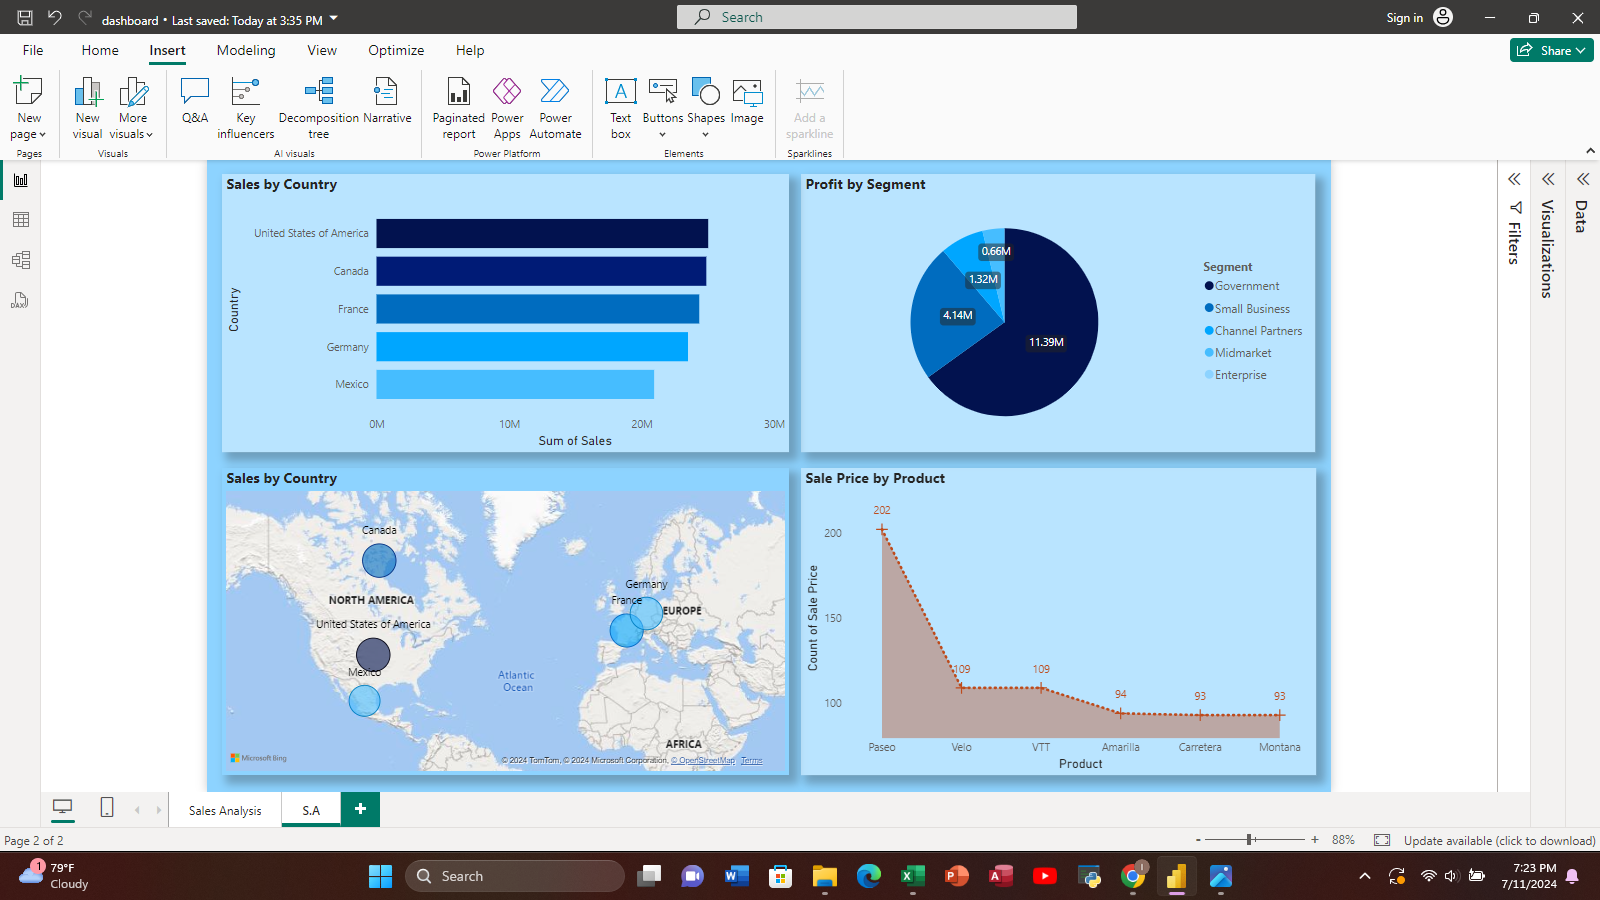 dashboard • Last saved: Today at 3:35 PM
Search
Sign in
File
Home
Insert
Modeling
View
Optimize
Help
Share
New page
New visual
More visuals
Q&A
Key influencers
Decomposition tree
Narrative
Paginated report
Power Apps
Power Automate
Text box
Buttons
Shapes
Image
Add a sparkline
Pages
Visuals
AI visuals
Power Platform
Elements
Sparklines
DAX
Sales by Country
Country
United States of America
Canada
France
Germany
Mexico
0M
10M
20M
30M
Sum of Sales
Profit by Segment
0.66M
1.32M
4.14M
11.39M
Segment
Government
Small Business
Channel Partners
Midmarket
Enterprise
Filters
Visualizations
Data
Sales by Country
Canada
NORTH AMERICA
United States of America
Mexico
Germany
France
EUROPE
Atlantic
Ocean
AFRICA
Microsoft Bing
© 2024 TomTom, © 2024 Microsoft Corporation, © OpenStreetMap Terms
Sale Price by Product
Count of Sale Price
200
150
100
202
109
109
94
93
93
Paseo
Velo
VTT
Amarilla
Carretera
Montana
Product
Sales Analysis
S.A
+
Page 2 of 2
- + 88%
Update available (click to download)
1
79°F
Cloudy
Search
7:23 PM
7/11/2024